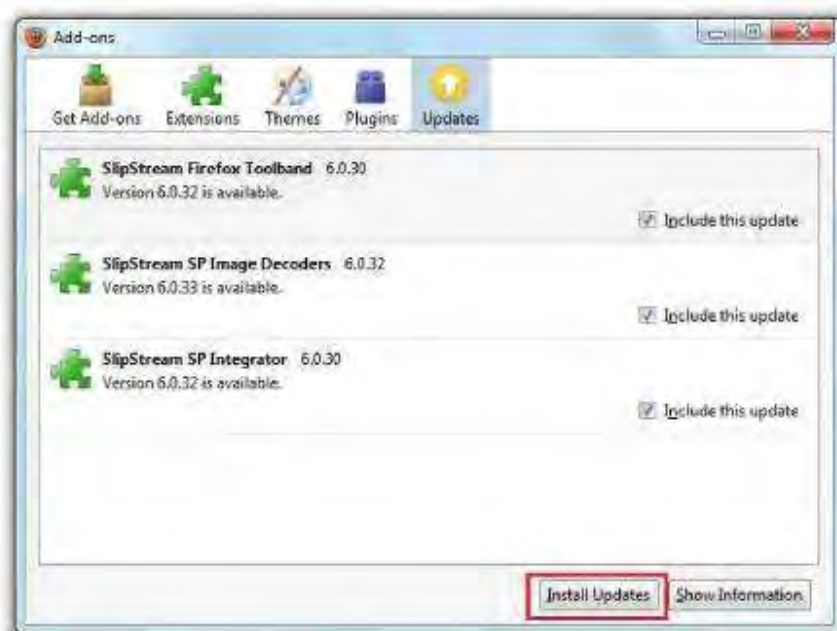 Add-ons
Get Add-ons Extensions Themes Plugins Updates
SlipStream Firefox Toolband 6.0.30
Version 6.0.32 is available.
Include this update
SlipStream SP Image Decoders 6.0.32
Version 6.0.33 is available.
Include this update
SlipStream SP Integrator 6.0.30
Version 6.0.32 is available.
Include this update
Install Updates Show Information